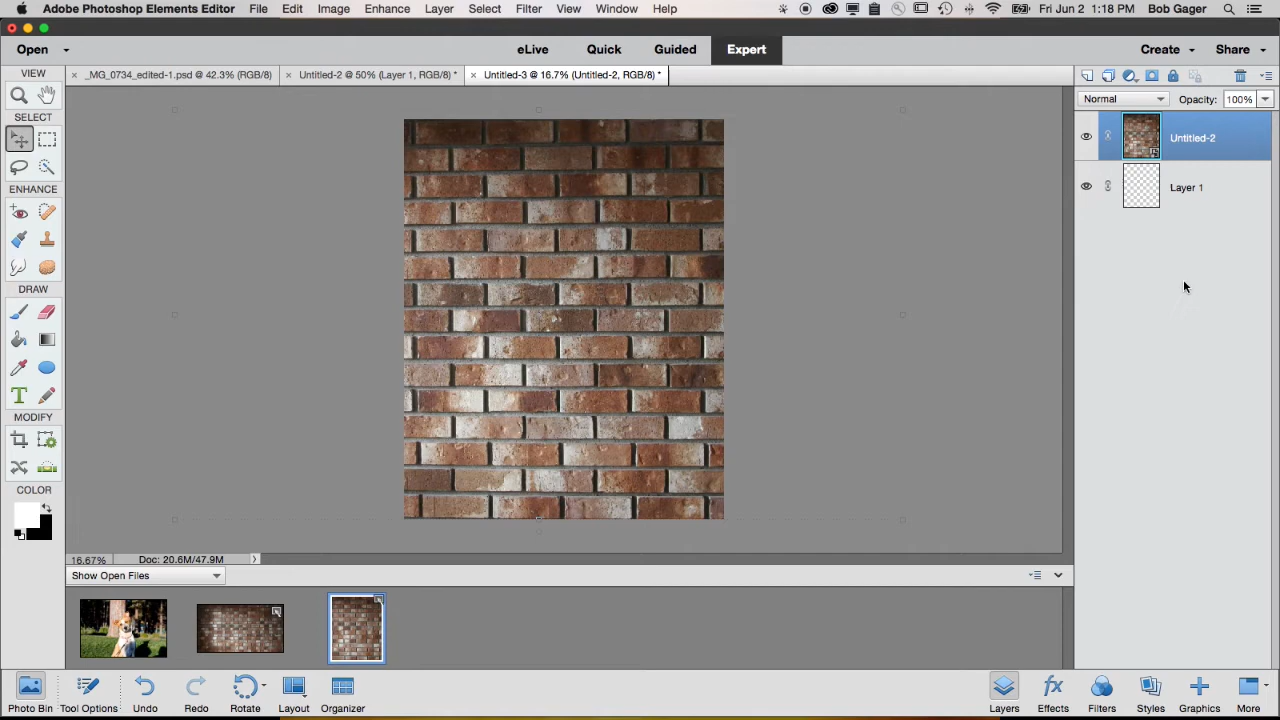 Adobe Photoshop Elements Editor File Edit Image Enhance Layer Select Filter View Window Help Fri Jun 2 1:18 PM Bob Gager
Open eLive Quick Guided Expert Create Share
VIEW × _MG_0734_edited-1.psd @ 42.3% (RGB/8) × Untitled-2 @ 50% (Layer 1, RGB/8) * × Untitled-3 @ 16.7% (Untitled-2, RGB/8) *
Normal Opacity: 100%
SELECT
Untitled-2
ENHANCE Layer 1
DRAW
T
MODIFY
COLOR
16.67% Doc: 20.6M/47.9M
Show Open Files
fx
Photo Bin Tool Options Undo Redo Rotate Layout Organizer Layers Effects Filters Styles Graphics More